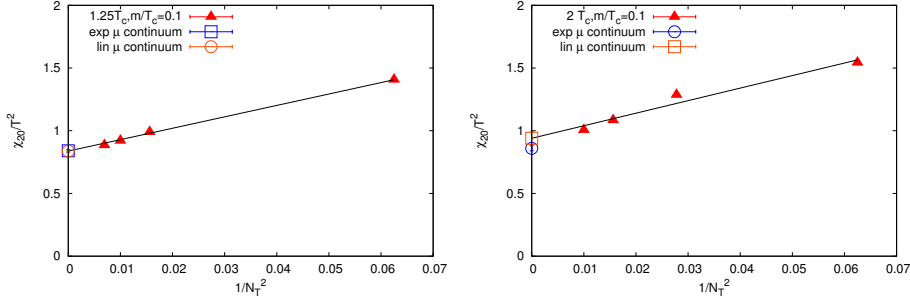 1.25T_c,m/T_c=0.1
exp μ continuum
lin μ continuum
2
1.5
1
0.5
0
χ_20/T^2
0 0.01 0.02 0.03 0.04 0.05 0.06 0.07
1/N_T^2
2 T_c,m/T_c=0.1
exp μ continuum
lin μ continuum
2
1.5
1
0.5
0
χ_20/T^2
0 0.01 0.02 0.03 0.04 0.05 0.06 0.07
1/N_T^2